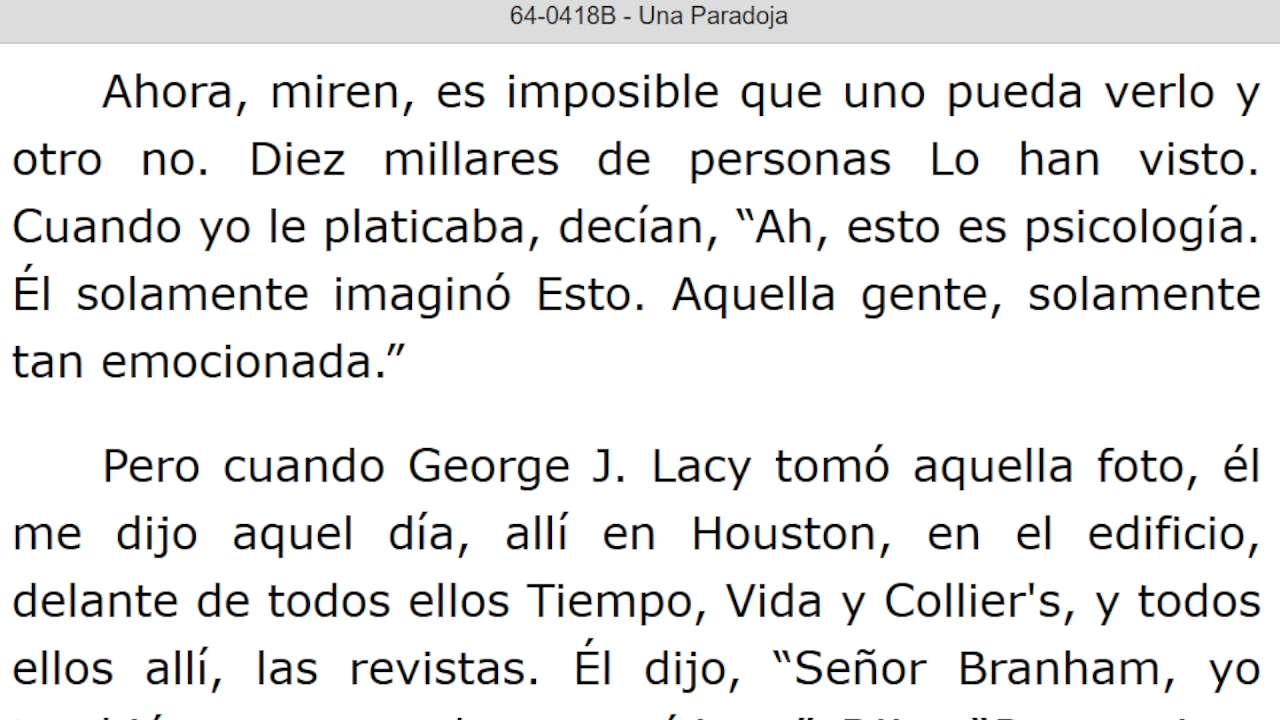 64-0418B - Una Paradoja
Ahora, miren, es imposible que uno pueda verlo y
otro no. Diez millares de personas Lo han visto.
Cuando yo le platicaba, decían, “Ah, esto es psicología.
Él solamente imaginó Esto. Aquella gente, solamente
tan emocionada.”
Pero cuando George J. Lacy tomó aquella foto, él
me dijo aquel día, allí en Houston, en el edificio,
delante de todos ellos Tiempo, Vida y Collier's, y todos
ellos allí, las revistas. Él dijo, “Señor Branham, yo